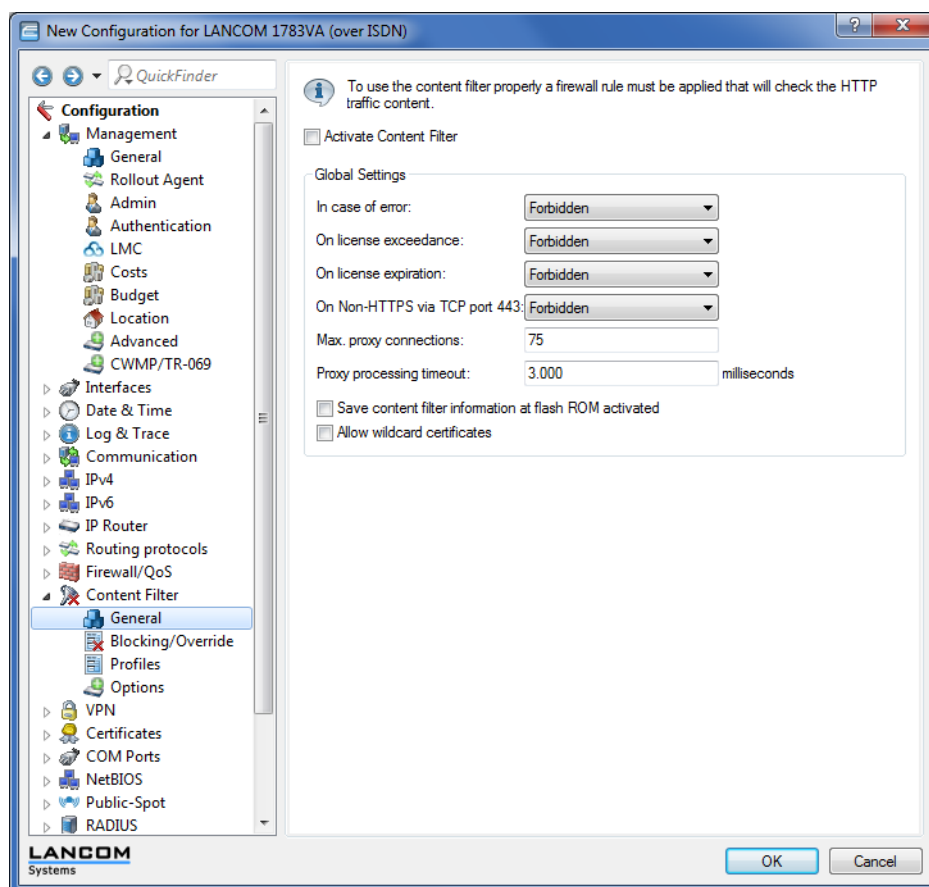 New Configuration for LANCOM 1783VA (over ISDN)
QuickFinder
Configuration
Management
General
Rollout Agent
Admin
Authentication
LMC
Costs
Budget
Location
Advanced
CWMP/TR-069
Interfaces
Date & Time
Log & Trace
Communication
IPv4
IPv6
IP Router
Routing protocols
Firewall/QoS
Content Filter
General
Blocking/Override
Profiles
Options
VPN
Certificates
COM Ports
NetBIOS
Public-Spot
RADIUS
To use the content filter properly a firewall rule must be applied that will check the HTTP
traffic content.
Activate Content Filter
Global Settings
In case of error: Forbidden
On license exceedance: Forbidden
On license expiration: Forbidden
On Non-HTTPS via TCP port 443: Forbidden
Max. proxy connections: 75
Proxy processing timeout: 3.000 milliseconds
Save content filter information at flash ROM activated
Allow wildcard certificates
LANCOM
Systems
OK Cancel